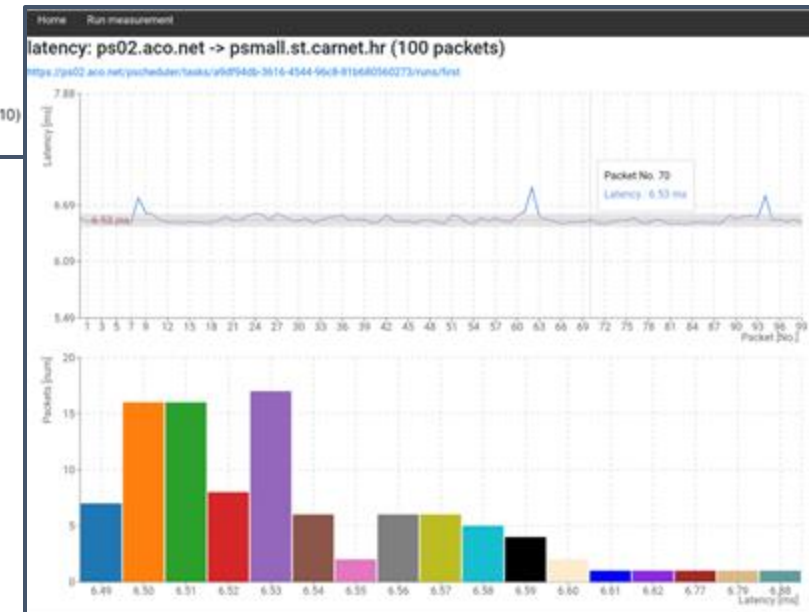 Home Run measurement
latency: ps02.aco.net -> psmall.st.carnet.hr (100 packets)
https://ps02.aco.net/pscheduler/tasks/a9df94db-3616-4544-96c8-81b680560273/runs/first
10)
7.88
Latency [ms]
6.69
6.53 ms
6.09
5.49
Packet No. 70
Latency : 6.53 ms
1 3 5 7 9 12 15 18 21 24 27 30 33 36 39 42 45 48 51 54 57 60 63 66 69 72 75 78 81 84 87 90 93 96 99
Packet [No.]
Packets [num]
20
15
10
5
0
6.49 6.50 6.51 6.52 6.53 6.54 6.55 6.56 6.57 6.58 6.59 6.60 6.61 6.62 6.77 6.79 6.88
Latency [ms]